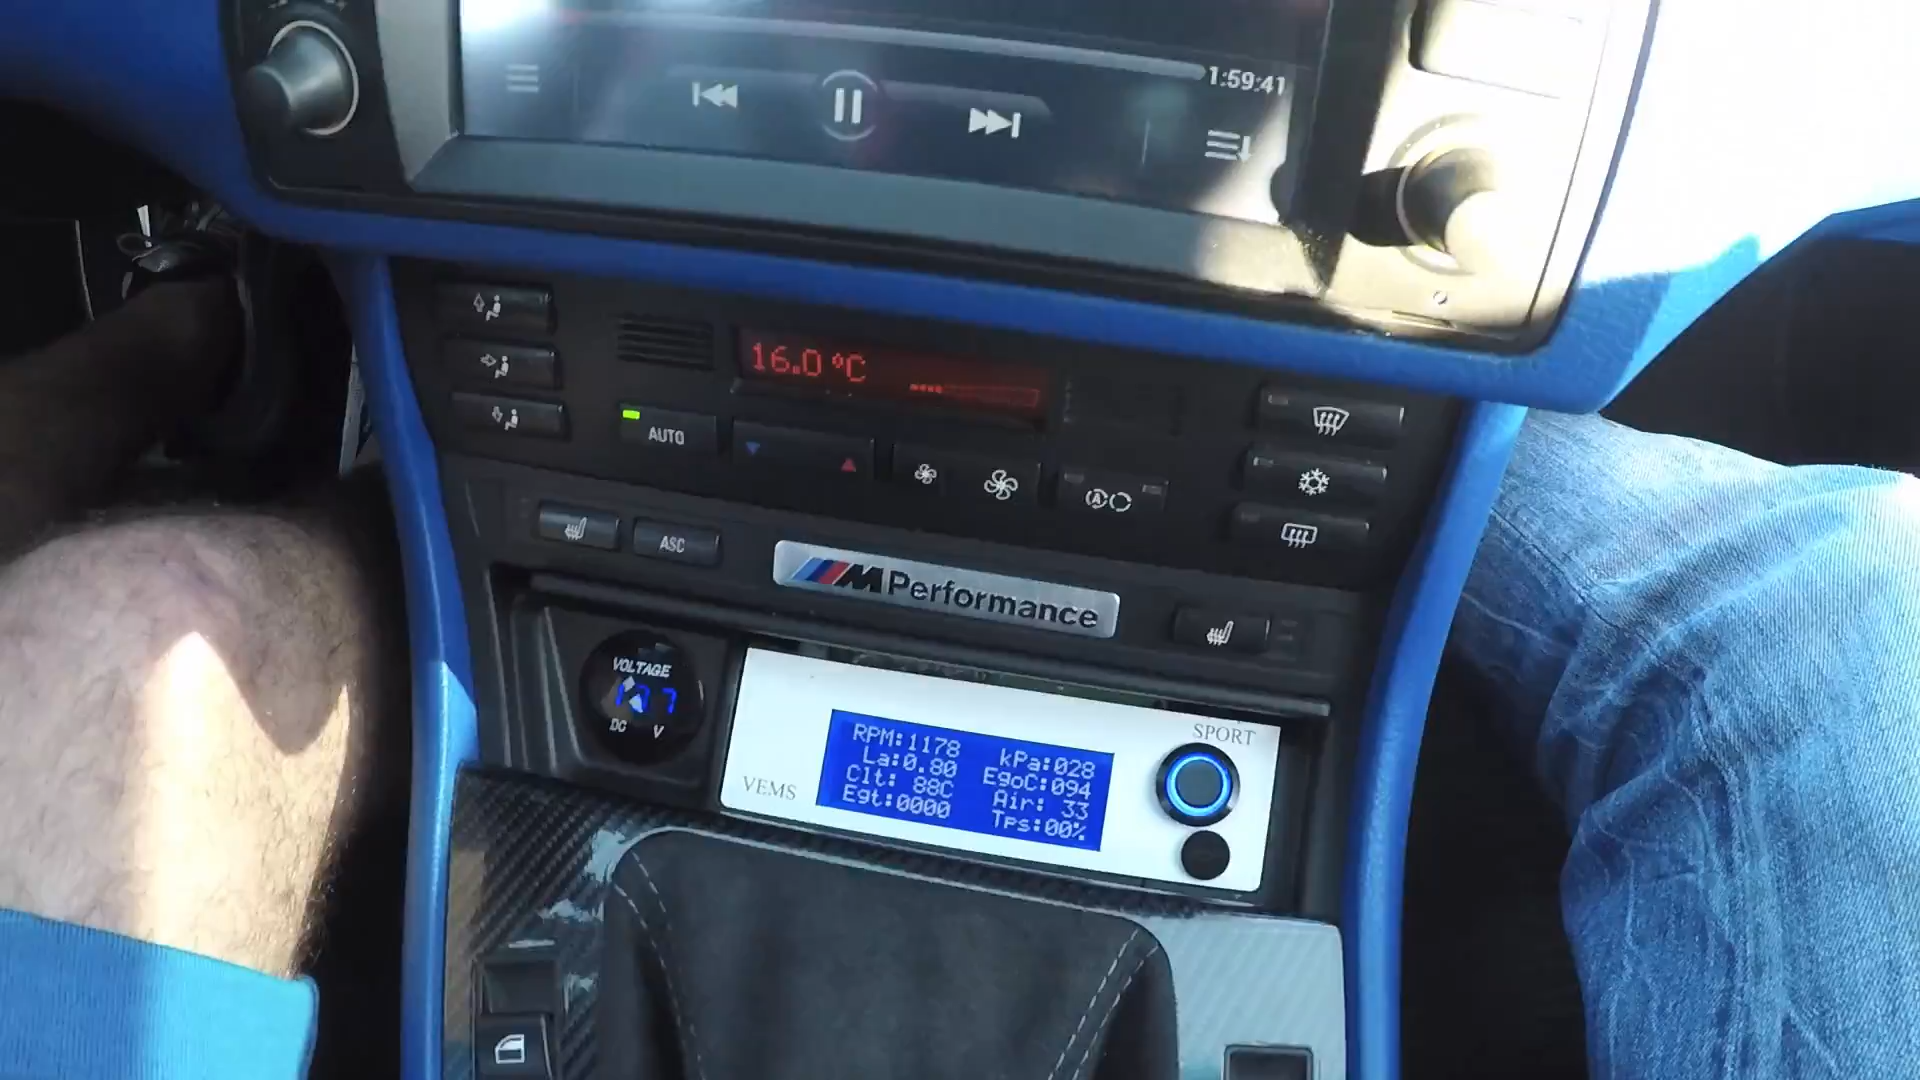 1:59:41
16.0 °C
AUTO
A
ASC
M Performance
VOLTAGE
DC V
SPORT
VEMS
RPM:1178 kPa:028
La:0.80 EgoC:094
Clt: 88C Air: 33
Egt:0000 Tps:00%